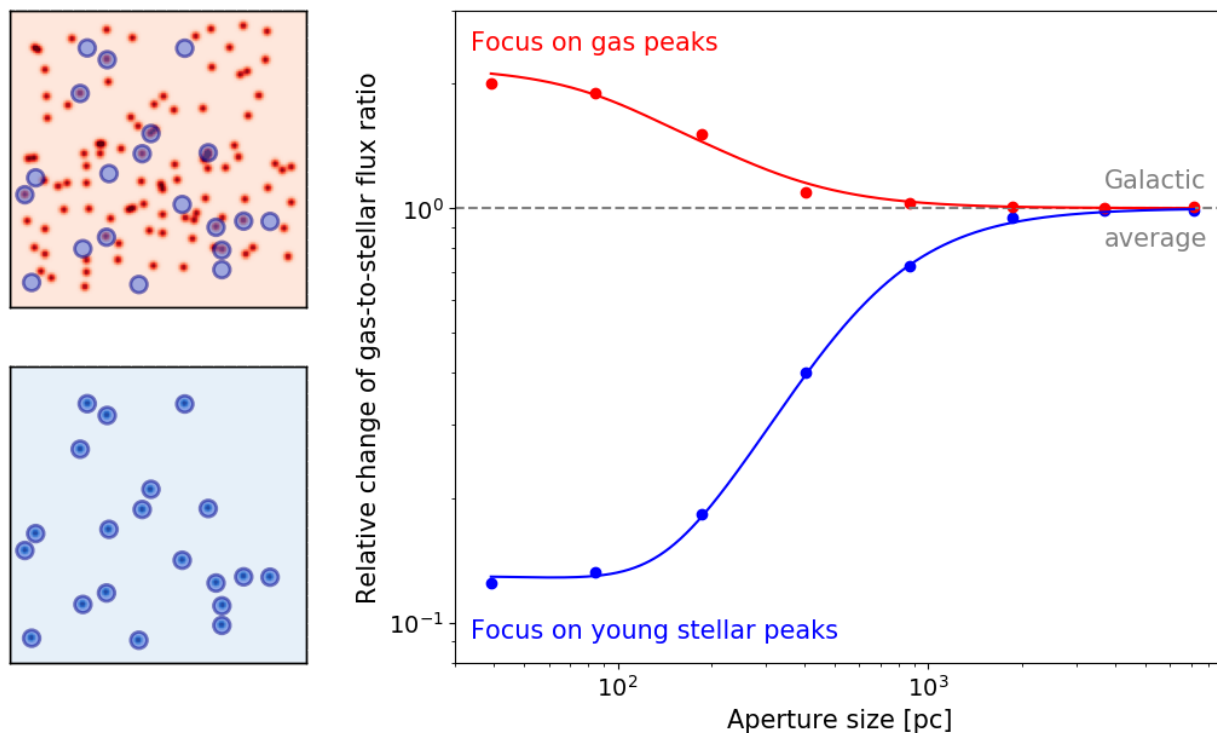 Focus on gas peaks
Relative change of gas-to-stellar flux ratio
10⁰
Galactic
average
10⁻¹
Focus on young stellar peaks
10²
10³
Aperture size [pc]